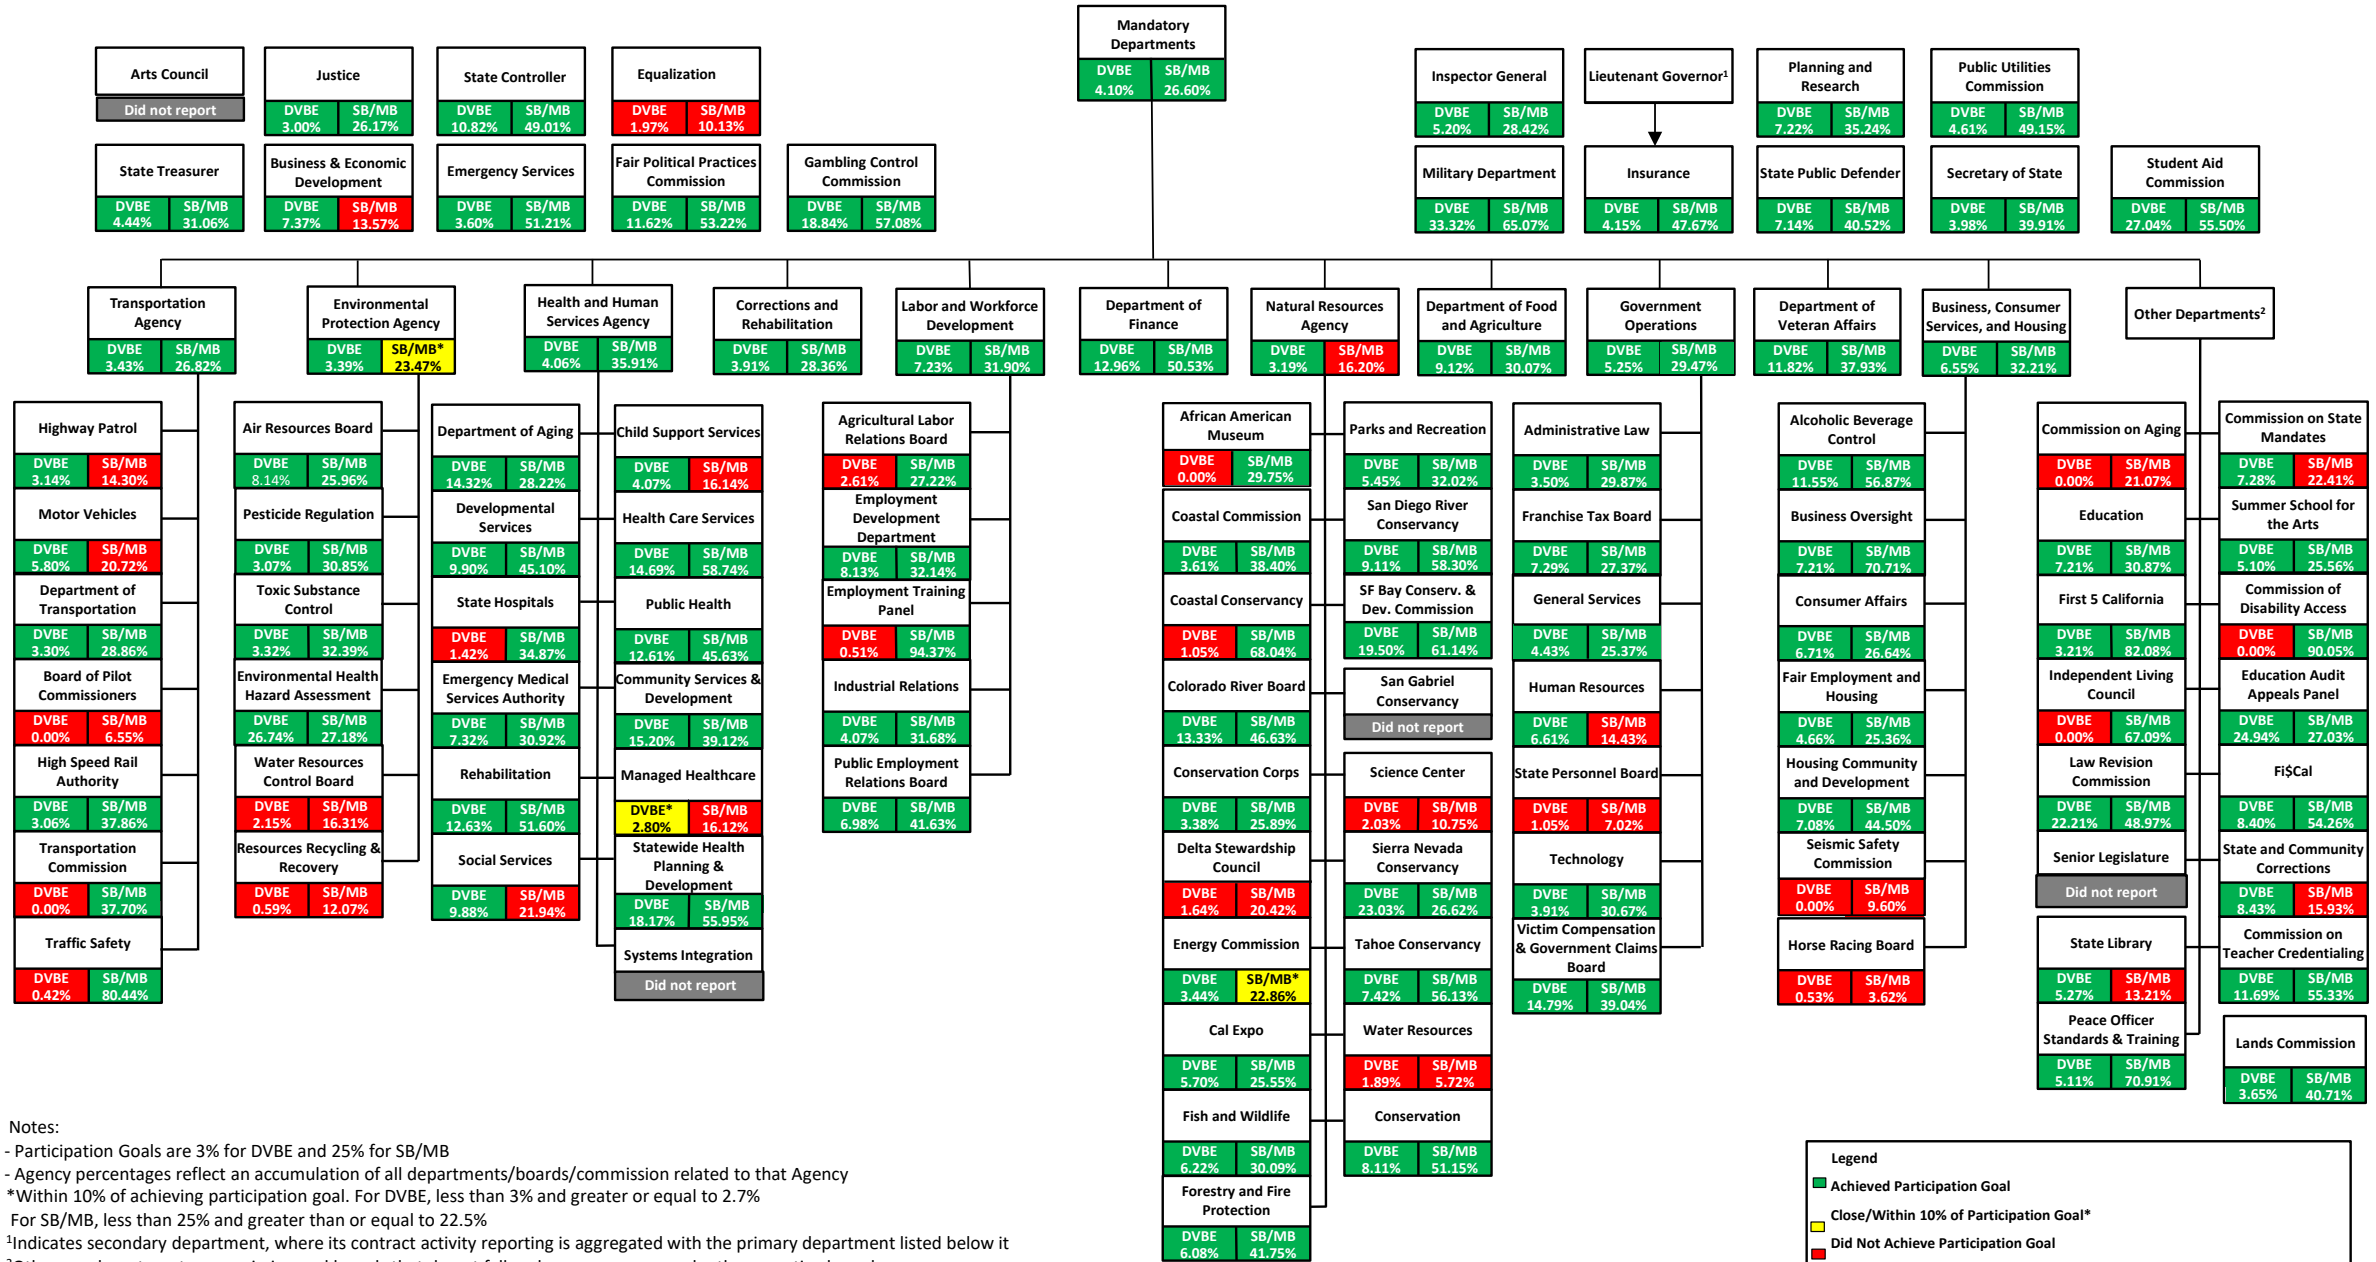 Mandatory
Departments
DVBE SB/MB
4.10% 26.60%
Arts Council
Did not report
Justice
DVBE SB/MB
3.00% 26.17%
State Controller
DVBE SB/MB
10.82% 49.01%
Equalization
DVBE SB/MB
1.97% 10.13%
Inspector General
DVBE SB/MB
5.20% 28.42%
Lieutenant Governor1
Planning and
Research
DVBE SB/MB
7.22% 35.24%
Public Utilities
Commission
DVBE SB/MB
4.61% 49.15%
State Treasurer
DVBE SB/MB
4.44% 31.06%
Business & Economic
Development
DVBE SB/MB
7.37% 13.57%
Emergency Services
DVBE SB/MB
3.60% 51.21%
Fair Political Practices
Commission
DVBE SB/MB
11.62% 53.22%
Gambling Control
Commission
DVBE SB/MB
18.84% 57.08%
Military Department
DVBE SB/MB
33.32% 65.07%
Insurance
DVBE SB/MB
4.15% 47.67%
State Public Defender
DVBE SB/MB
7.14% 40.52%
Secretary of State
DVBE SB/MB
3.98% 39.91%
Student Aid
Commission
DVBE SB/MB
27.04% 55.50%
Transportation
Agency
DVBE SB/MB
3.43% 26.82%
Environmental
Protection Agency
DVBE SB/MB*
3.39% 23.47%
Health and Human
Services Agency
DVBE SB/MB
4.06% 35.91%
Corrections and
Rehabilitation
DVBE SB/MB
3.91% 28.36%
Labor and Workforce
Development
DVBE SB/MB
7.23% 31.90%
Department of
Finance
DVBE SB/MB
12.96% 50.53%
Natural Resources
Agency
DVBE SB/MB
3.19% 16.20%
Department of Food
and Agriculture
DVBE SB/MB
9.12% 30.07%
Government
Operations
DVBE SB/MB
5.25% 29.47%
Department of
Veteran Affairs
DVBE SB/MB
11.82% 37.93%
Business, Consumer
Services, and Housing
DVBE SB/MB
6.55% 32.21%
Other Departments2
Highway Patrol
DVBE SB/MB
3.14% 14.30%
Motor Vehicles
DVBE SB/MB
5.80% 20.72%
Department of
Transportation
DVBE SB/MB
3.30% 28.86%
Board of Pilot
Commissioners
DVBE SB/MB
0.00% 6.55%
High Speed Rail
Authority
DVBE SB/MB
3.06% 37.86%
Transportation
Commission
DVBE SB/MB
0.00% 37.70%
Traffic Safety
DVBE SB/MB
0.42% 80.44%
Air Resources Board
DVBE SB/MB
8.14% 25.96%
Pesticide Regulation
DVBE SB/MB
3.07% 30.85%
Toxic Substance
Control
DVBE SB/MB
3.32% 32.39%
Environmental Health
Hazard Assessment
DVBE SB/MB
26.74% 27.18%
Water Resources
Control Board
DVBE SB/MB
2.15% 16.31%
Resources Recycling &
Recovery
DVBE SB/MB
0.59% 12.07%
Department of Aging
DVBE SB/MB
14.32% 28.22%
Developmental
Services
DVBE SB/MB
9.90% 45.10%
State Hospitals
DVBE SB/MB
1.42% 34.87%
Emergency Medical
Services Authority
DVBE SB/MB
7.32% 30.92%
Rehabilitation
DVBE SB/MB
12.63% 51.60%
Social Services
DVBE SB/MB
9.88% 21.94%
Child Support Services
DVBE SB/MB
4.07% 16.14%
Health Care Services
DVBE SB/MB
14.69% 58.74%
Public Health
DVBE SB/MB
12.61% 45.63%
Community Services &
Development
DVBE SB/MB
15.20% 39.12%
Managed Healthcare
DVBE* SB/MB
2.80% 16.12%
Statewide Health
Planning &
Development
DVBE SB/MB
18.17% 55.95%
Systems Integration
Did not report
Agricultural Labor
Relations Board
DVBE SB/MB
2.61% 27.22%
Employment
Development
Department
DVBE SB/MB
8.13% 32.14%
Employment Training
Panel
DVBE SB/MB
0.51% 94.37%
Industrial Relations
DVBE SB/MB
4.07% 31.68%
Public Employment
Relations Board
DVBE SB/MB
6.98% 41.63%
African American
Museum
DVBE SB/MB
0.00% 29.75%
Coastal Commission
DVBE SB/MB
3.61% 38.40%
Coastal Conservancy
DVBE SB/MB
1.05% 68.04%
Colorado River Board
DVBE SB/MB
13.33% 46.63%
Conservation Corps
DVBE SB/MB
3.38% 25.89%
Delta Stewardship
Council
DVBE SB/MB
1.64% 20.42%
Energy Commission
DVBE SB/MB*
3.44% 22.86%
Cal Expo
DVBE SB/MB
5.70% 25.55%
Fish and Wildlife
DVBE SB/MB
6.22% 30.09%
Forestry and Fire
Protection
DVBE SB/MB
6.08% 41.75%
Parks and Recreation
DVBE SB/MB
5.45% 32.02%
San Diego River
Conservancy
DVBE SB/MB
9.11% 58.30%
SF Bay Conserv. &
Dev. Commission
DVBE SB/MB
19.50% 61.14%
San Gabriel
Conservancy
Did not report
Science Center
DVBE SB/MB
2.03% 10.75%
Sierra Nevada
Conservancy
DVBE SB/MB
23.03% 26.62%
Tahoe Conservancy
DVBE SB/MB
7.42% 56.13%
Water Resources
DVBE SB/MB
1.89% 5.72%
Conservation
DVBE SB/MB
8.11% 51.15%
Administrative Law
DVBE SB/MB
3.50% 29.87%
Franchise Tax Board
DVBE SB/MB
7.29% 27.37%
General Services
DVBE SB/MB
4.43% 25.37%
Human Resources
DVBE SB/MB
6.61% 14.43%
State Personnel Board
DVBE SB/MB
1.05% 7.02%
Technology
DVBE SB/MB
3.91% 30.67%
Victim Compensation
& Government Claims
Board
DVBE SB/MB
14.79% 39.04%
Alcoholic Beverage
Control
DVBE SB/MB
11.55% 56.87%
Business Oversight
DVBE SB/MB
7.21% 70.71%
Consumer Affairs
DVBE SB/MB
6.71% 26.64%
Fair Employment and
Housing
DVBE SB/MB
4.66% 25.36%
Housing Community
and Development
DVBE SB/MB
7.08% 44.50%
Seismic Safety
Commission
DVBE SB/MB
0.00% 9.60%
Horse Racing Board
DVBE SB/MB
0.53% 3.62%
Commission on Aging
DVBE SB/MB
0.00% 21.07%
Education
DVBE SB/MB
7.21% 30.87%
First 5 California
DVBE SB/MB
3.21% 82.08%
Independent Living
Council
DVBE SB/MB
0.00% 67.09%
Law Revision
Commission
DVBE SB/MB
22.21% 48.97%
Senior Legislature
Did not report
State Library
DVBE SB/MB
5.27% 13.21%
Peace Officer
Standards & Training
DVBE SB/MB
5.11% 70.91%
Commission on State
Mandates
DVBE SB/MB
7.28% 22.41%
Summer School for
the Arts
DVBE SB/MB
5.10% 25.56%
Commission of
Disability Access
DVBE SB/MB
0.00% 90.05%
Education Audit
Appeals Panel
DVBE SB/MB
24.94% 27.03%
Fi$Cal
DVBE SB/MB
8.40% 54.26%
State and Community
Corrections
DVBE SB/MB
8.43% 15.93%
Commission on
Teacher Credentialing
DVBE SB/MB
11.69% 55.33%
Lands Commission
DVBE SB/MB
3.65% 40.71%
Notes:
- Participation Goals are 3% for DVBE and 25% for SB/MB
- Agency percentages reflect an accumulation of all departments/boards/commission related to that Agency
*Within 10% of achieving participation goal. For DVBE, less than 3% and greater or equal to 2.7%
For SB/MB, less than 25% and greater than or equal to 22.5%
1Indicates secondary department, where its contract activity reporting is aggregated with the primary department listed below it
Legend
Achieved Participation Goal
Close/Within 10% of Participation Goal*
Did Not Achieve Participation Goal